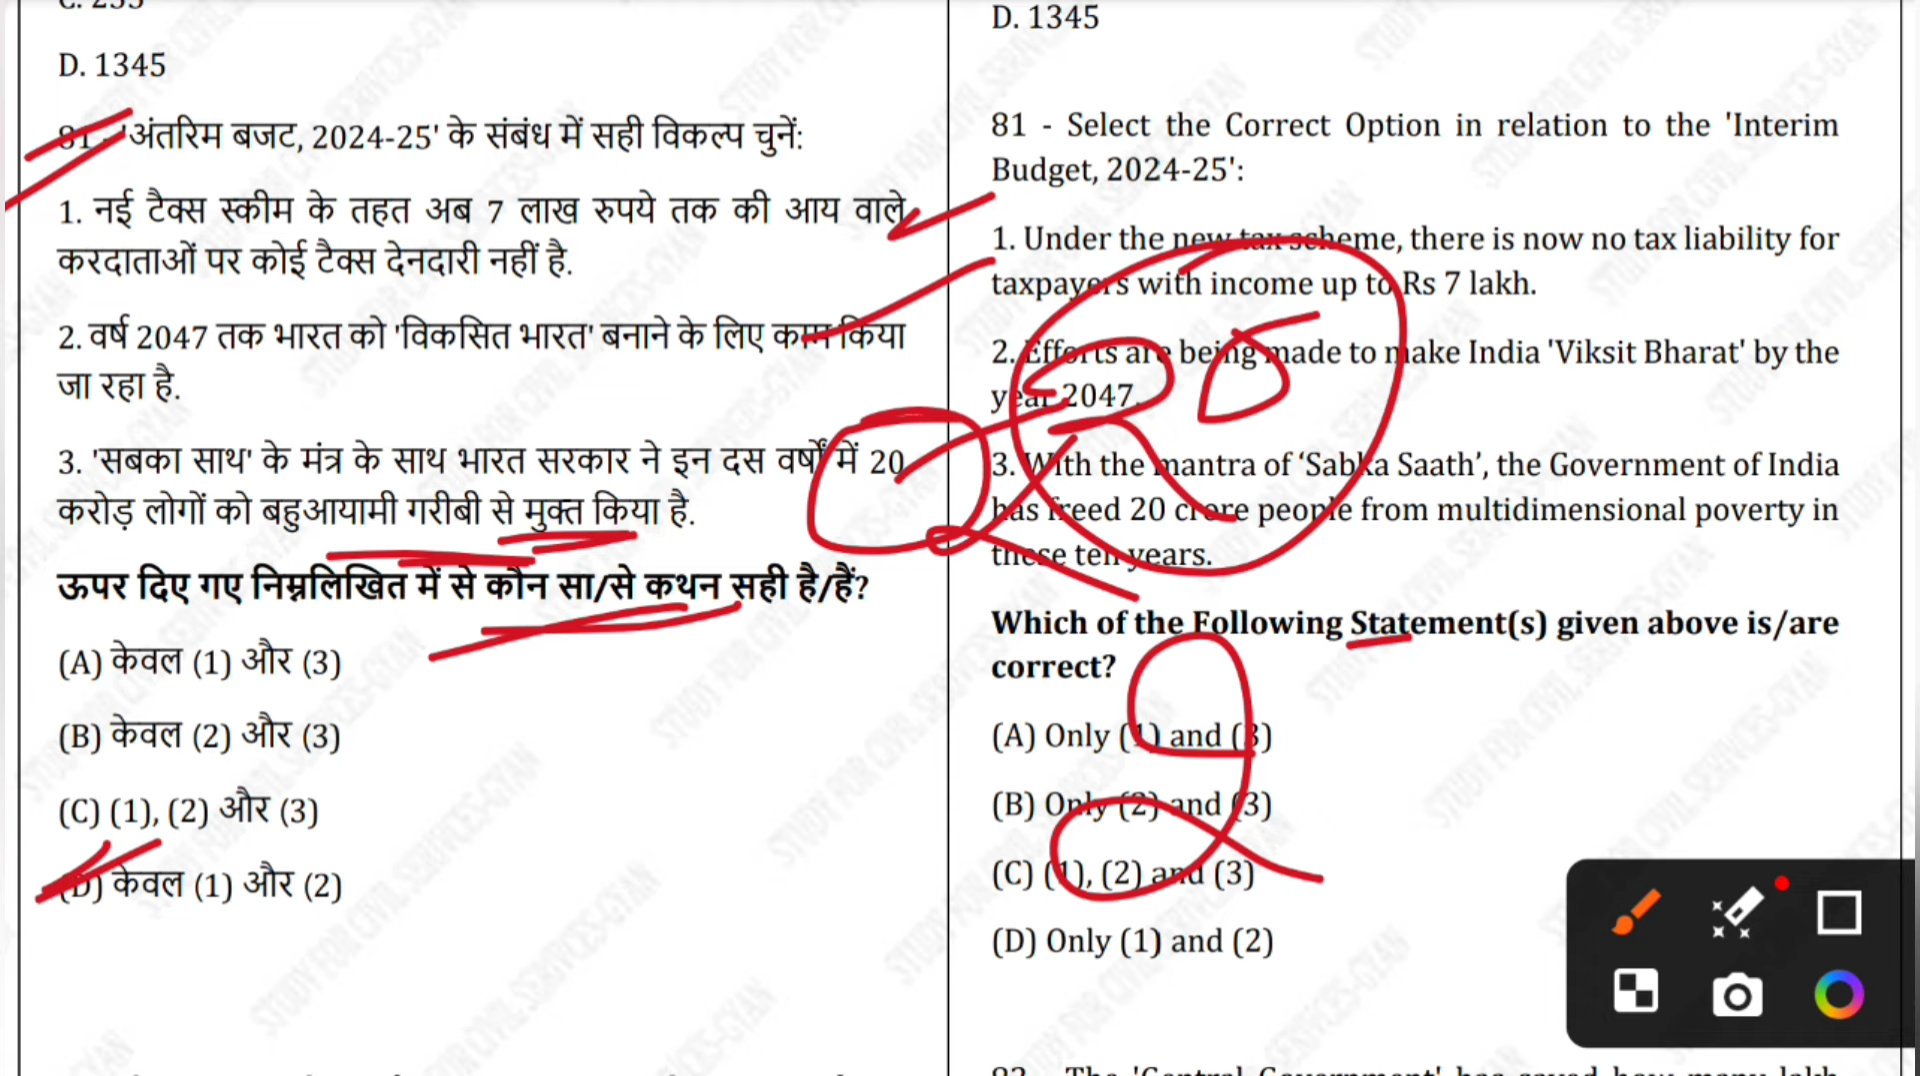 D. 1345
81 - 'अंतरिम बजट, 2024-25' के संबंध में सही विकल्प चुनें:
1. नई टैक्स स्कीम के तहत अब 7 लाख रुपये तक की आय वाले
करदाताओं पर कोई टैक्स देनदारी नहीं है.
2. वर्ष 2047 तक भारत को 'विकसित भारत' बनाने के लिए काम किया
जा रहा है.
3. 'सबका साथ' के मंत्र के साथ भारत सरकार ने इन दस वर्षों में 20
करोड़ लोगों को बहुआयामी गरीबी से मुक्त किया है.
ऊपर दिए गए निम्नलिखित में से कौन सा/से कथन सही है/हैं?
(A) केवल (1) और (3)
(B) केवल (2) और (3)
(C) (1), (2) और (3)
(D) केवल (1) और (2)
D. 1345
81 - Select the Correct Option in relation to the 'Interim
Budget, 2024-25':
1. Under the new tax scheme, there is now no tax liability for
taxpayers with income up to Rs 7 lakh.
2. Efforts are being made to make India 'Viksit Bharat' by the
year 2047.
3. With the mantra of ‘Sabka Saath’, the Government of India
has freed 20 crore people from multidimensional poverty in
these ten years.
Which of the Following Statement(s) given above is/are
correct?
(A) Only (1) and (3)
(B) Only (2) and (3)
(C) (1), (2) and (3)
(D) Only (1) and (2)
25
2
STUDY FOR CIVIL SERVICES-GYAN